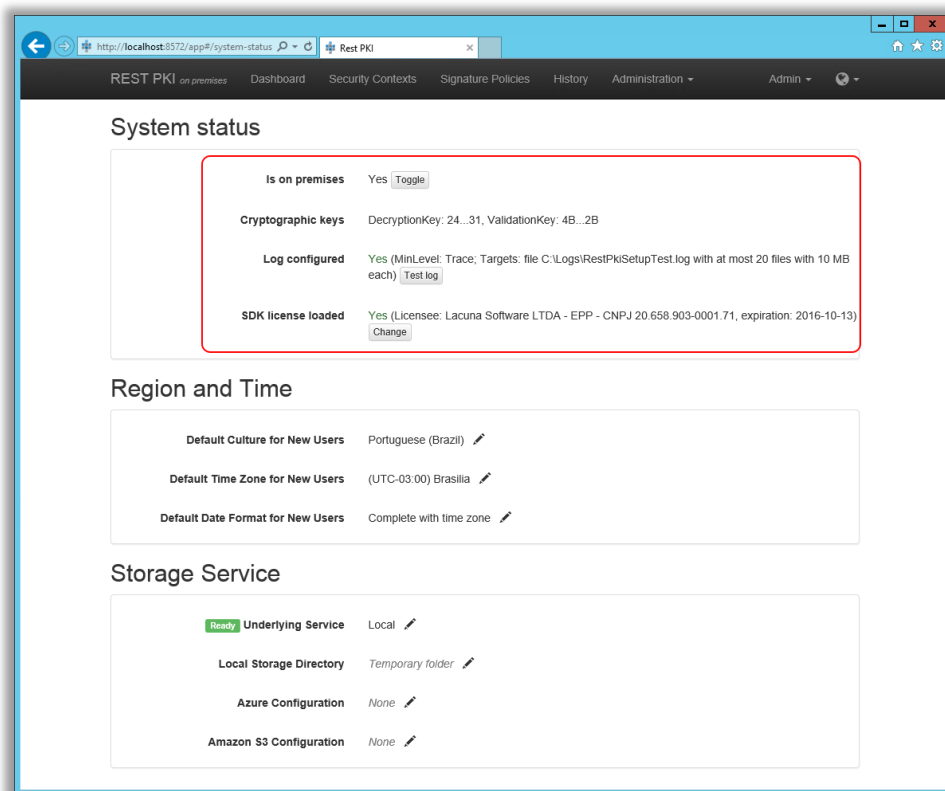 http://localhost:8572/app#/system-status
Rest PKI
REST PKI on premises Dashboard Security Contexts Signature Policies History Administration Admin
System status
Is on premises Yes Toggle
Cryptographic keys DecryptionKey: 24...31, ValidationKey: 4B...2B
Log configured Yes (MinLevel: Trace; Targets: file C:\Logs\RestPkiSetupTest.log with at most 20 files with 10 MB
each) Test log
SDK license loaded Yes (Licensee: Lacuna Software LTDA - EPP - CNPJ 20.658.903-0001.71, expiration: 2016-10-13)
Change
Region and Time
Default Culture for New Users Portuguese (Brazil)
Default Time Zone for New Users (UTC-03:00) Brasilia
Default Date Format for New Users Complete with time zone
Storage Service
Ready Underlying Service Local
Local Storage Directory Temporary folder
Azure Configuration None
Amazon S3 Configuration None